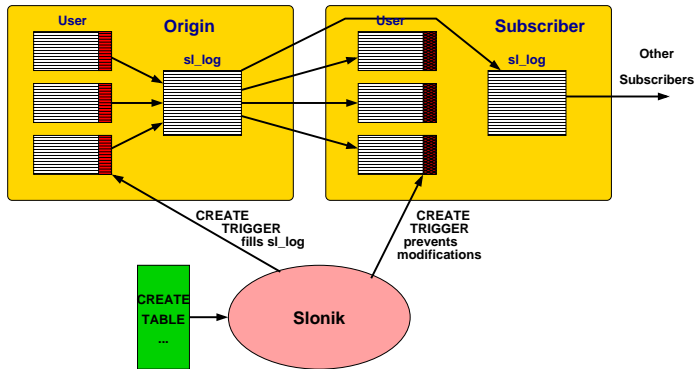 User
Origin
sl_log
User
Subscriber
sl_log
Other
Subscribers
CREATE
TRIGGER
fills sl_log
CREATE
TRIGGER
prevents
modifications
CREATE
TABLE
...
Slonik